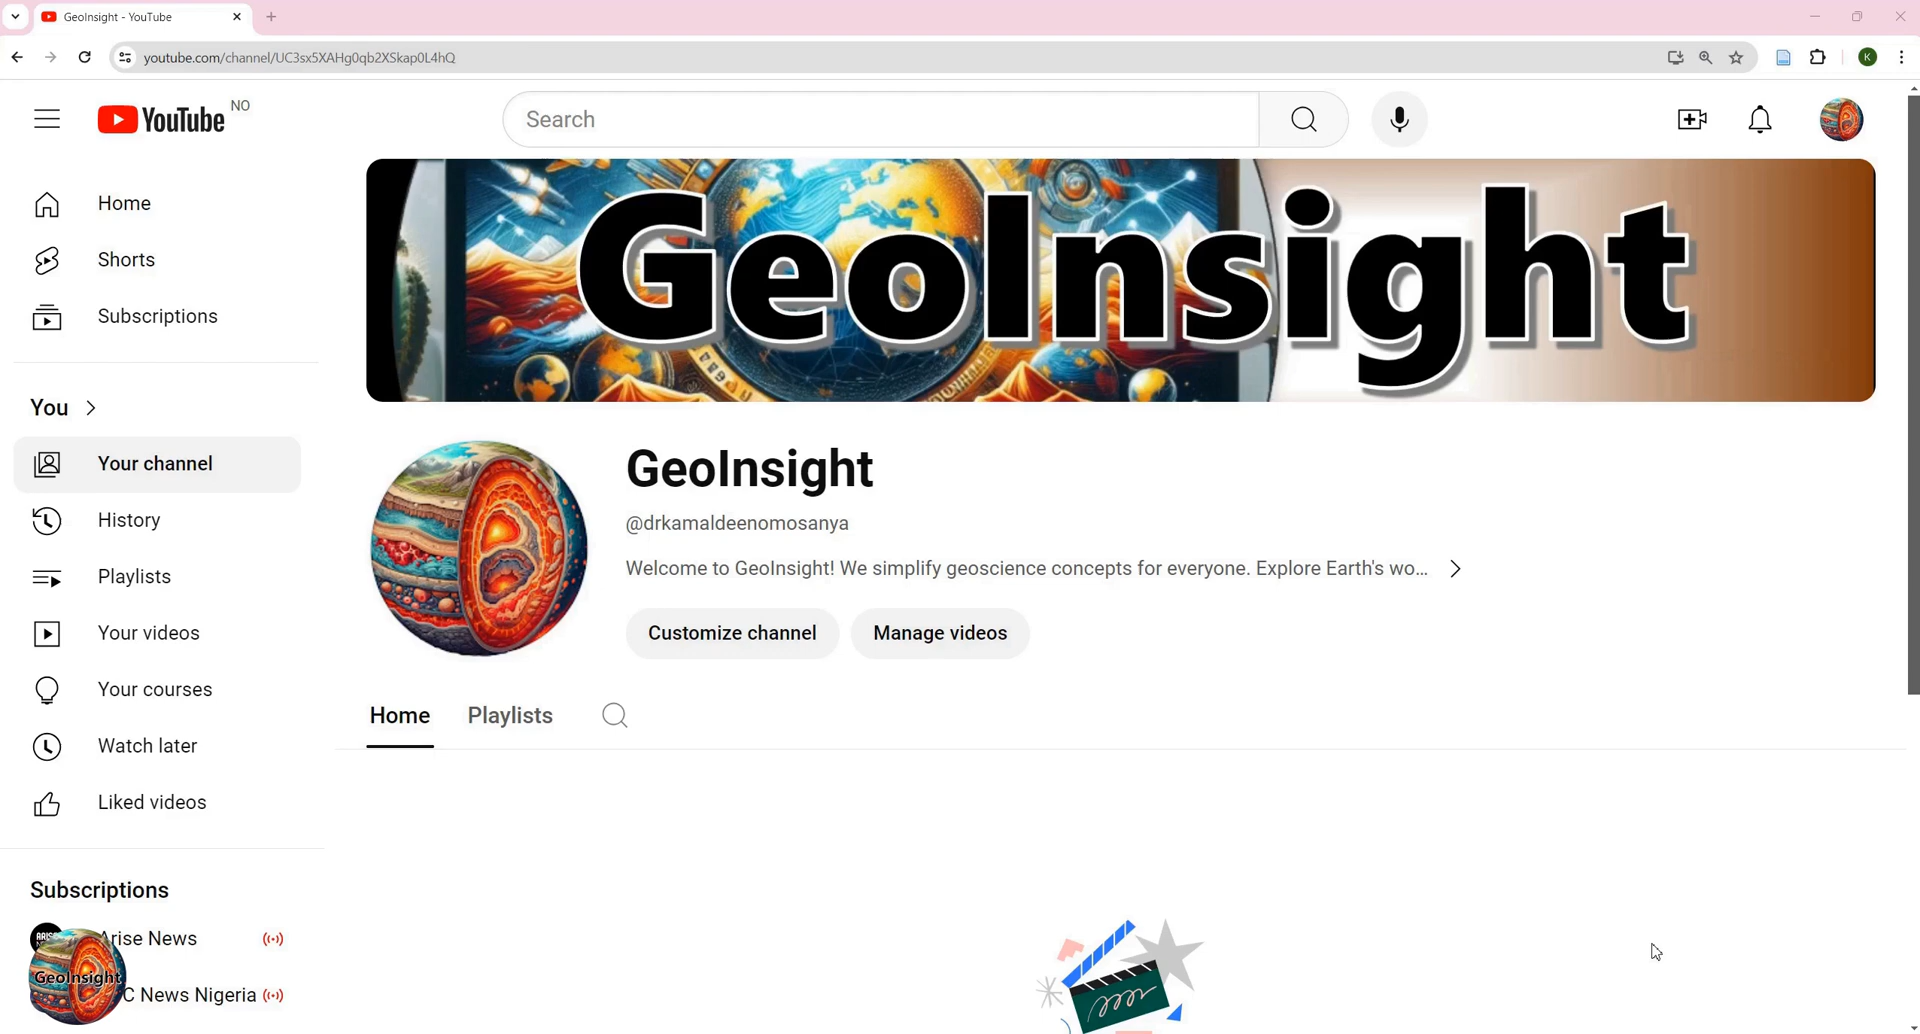 GeoInsight - YouTube
youtube.com/channel/UC3sx5XAHg0qb2XSkap0L4hQ
K
YouTube NO
Search
Home
Shorts
Subscriptions
You
Your channel
History
Playlists
Your videos
Your courses
Watch later
Liked videos
Subscriptions
Arise News
C News Nigeria
GeoInsight
GeoInsight
GeoInsight
@drkamaldeenomosanya
Welcome to GeoInsight! We simplify geoscience concepts for everyone. Explore Earth's wo...
Customize channel
Manage videos
Home
Playlists